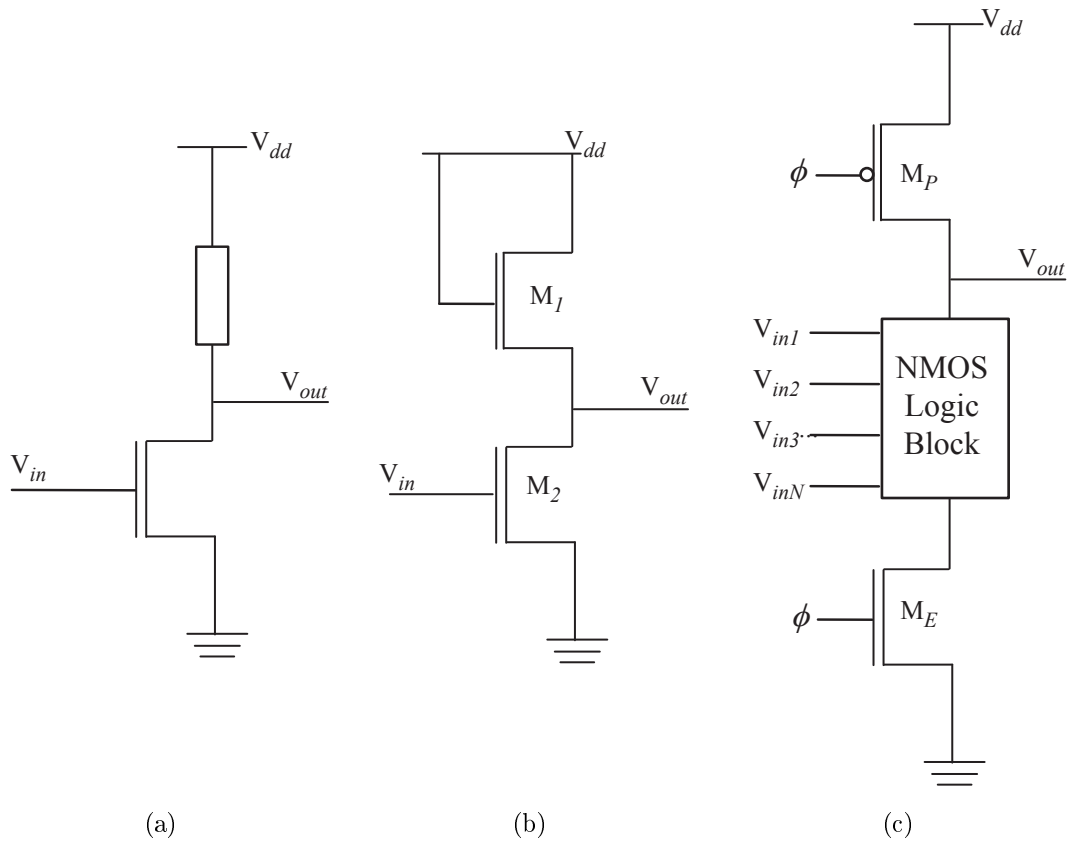 V_dd
V_out
V_in
(a)
V_dd
M_1
V_out
V_in
M_2
(b)
V_dd
ϕ
M_P
V_out
V_in1
V_in2
V_in3
V_inN
NMOS
Logic
Block
ϕ
M_E
(c)